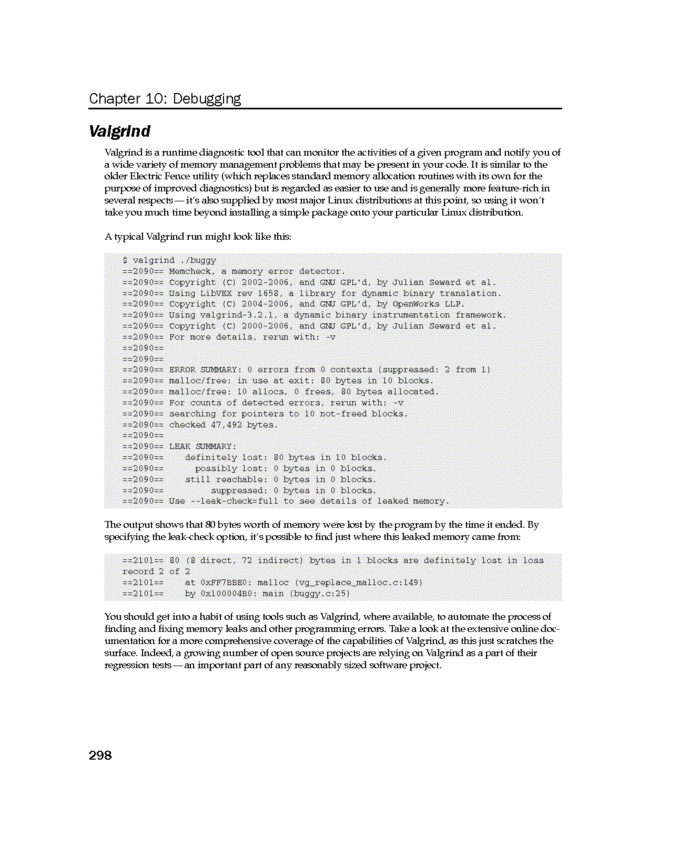 Chapter 10: Debugging
Valgrind
Valgrind is a runtime diagnostic tool that can monitor the activities of a given program and notify you of
a wide variety of memory management problems that may be present in your code. It is similar to the
older Electric Fence utility (which replaces standard memory allocation routines with its own for the
purpose of improved diagnostics) but is regarded as easier to use and is generally more feature-rich in
several respects — it's also supplied by most major Linux distributions at this point, so using it won't
take you much time beyond installing a simple package onto your particular Linux distribution.
A typical Valgrind run might look like this:
$ valgrind ./buggy
==2090== Memcheck, a memory error detector.
==2090== Copyright (C) 2002-2006, and GNU GPL'd, by Julian Seward et al.
==2090== Using LibVEX rev 1658, a library for dynamic binary translation.
==2090== Copyright (C) 2004-2006, and GNU GPL'd, by OpenWorks LLP.
==2090== Using valgrind-3.2.1, a dynamic binary instrumentation framework.
==2090== Copyright (C) 2000-2006, and GNU GPL'd, by Julian Seward et al.
==2090== For more details, rerun with: -v
==2090==
==2090==
==2090== ERROR SUMMARY: 0 errors from 0 contexts (suppressed: 2 from 1)
==2090== malloc/free: in use at exit: 80 bytes in 10 blocks.
==2090== malloc/free: 10 allocs, 0 frees, 80 bytes allocated.
==2090== For counts of detected errors, rerun with: -v
==2090== searching for pointers to 10 not-freed blocks.
==2090== checked 47,492 bytes.
==2090==
==2090== LEAK SUMMARY:
==2090==    definitely lost: 80 bytes in 10 blocks.
==2090==      possibly lost: 0 bytes in 0 blocks.
==2090==    still reachable: 0 bytes in 0 blocks.
==2090==         suppressed: 0 bytes in 0 blocks.
==2090== Use --leak-check=full to see details of leaked memory.
The output shows that 80 bytes worth of memory were lost by the program by the time it ended. By
specifying the leak-check option, it's possible to find just where this leaked memory came from:
==2101== 80 (8 direct, 72 indirect) bytes in 1 blocks are definitely lost in loss
record 2 of 2
==2101==    at 0xFF7BBE0: malloc (vg_replace_malloc.c:149)
==2101==    by 0x100004B0: main (buggy.c:25)
You should get into a habit of using tools such as Valgrind, where available, to automate the process of
finding and fixing memory leaks and other programming errors. Take a look at the extensive online doc-
umentation for a more comprehensive coverage of the capabilities of Valgrind, as this just scratches the
surface. Indeed, a growing number of open source projects are relying on Valgrind as a part of their
regression tests — an important part of any reasonably sized software project.
298